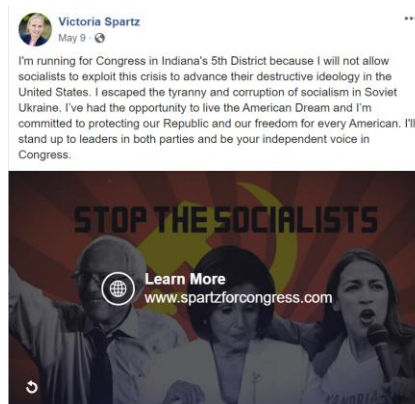 Victoria Spartz
May 9 ·
I'm running for Congress in Indiana's 5th District because I will not allow
socialists to exploit this crisis to advance their destructive ideology in the
United States. I escaped the tyranny and corruption of socialism in Soviet
Ukraine. I've had the opportunity to live the American Dream and I'm
committed to protecting our Republic and our freedom for every American. I'll
stand up to leaders in both parties and be your independent voice in
Congress.
STOP THE SOCIALISTS
Learn More
www.spartzforcongress.com